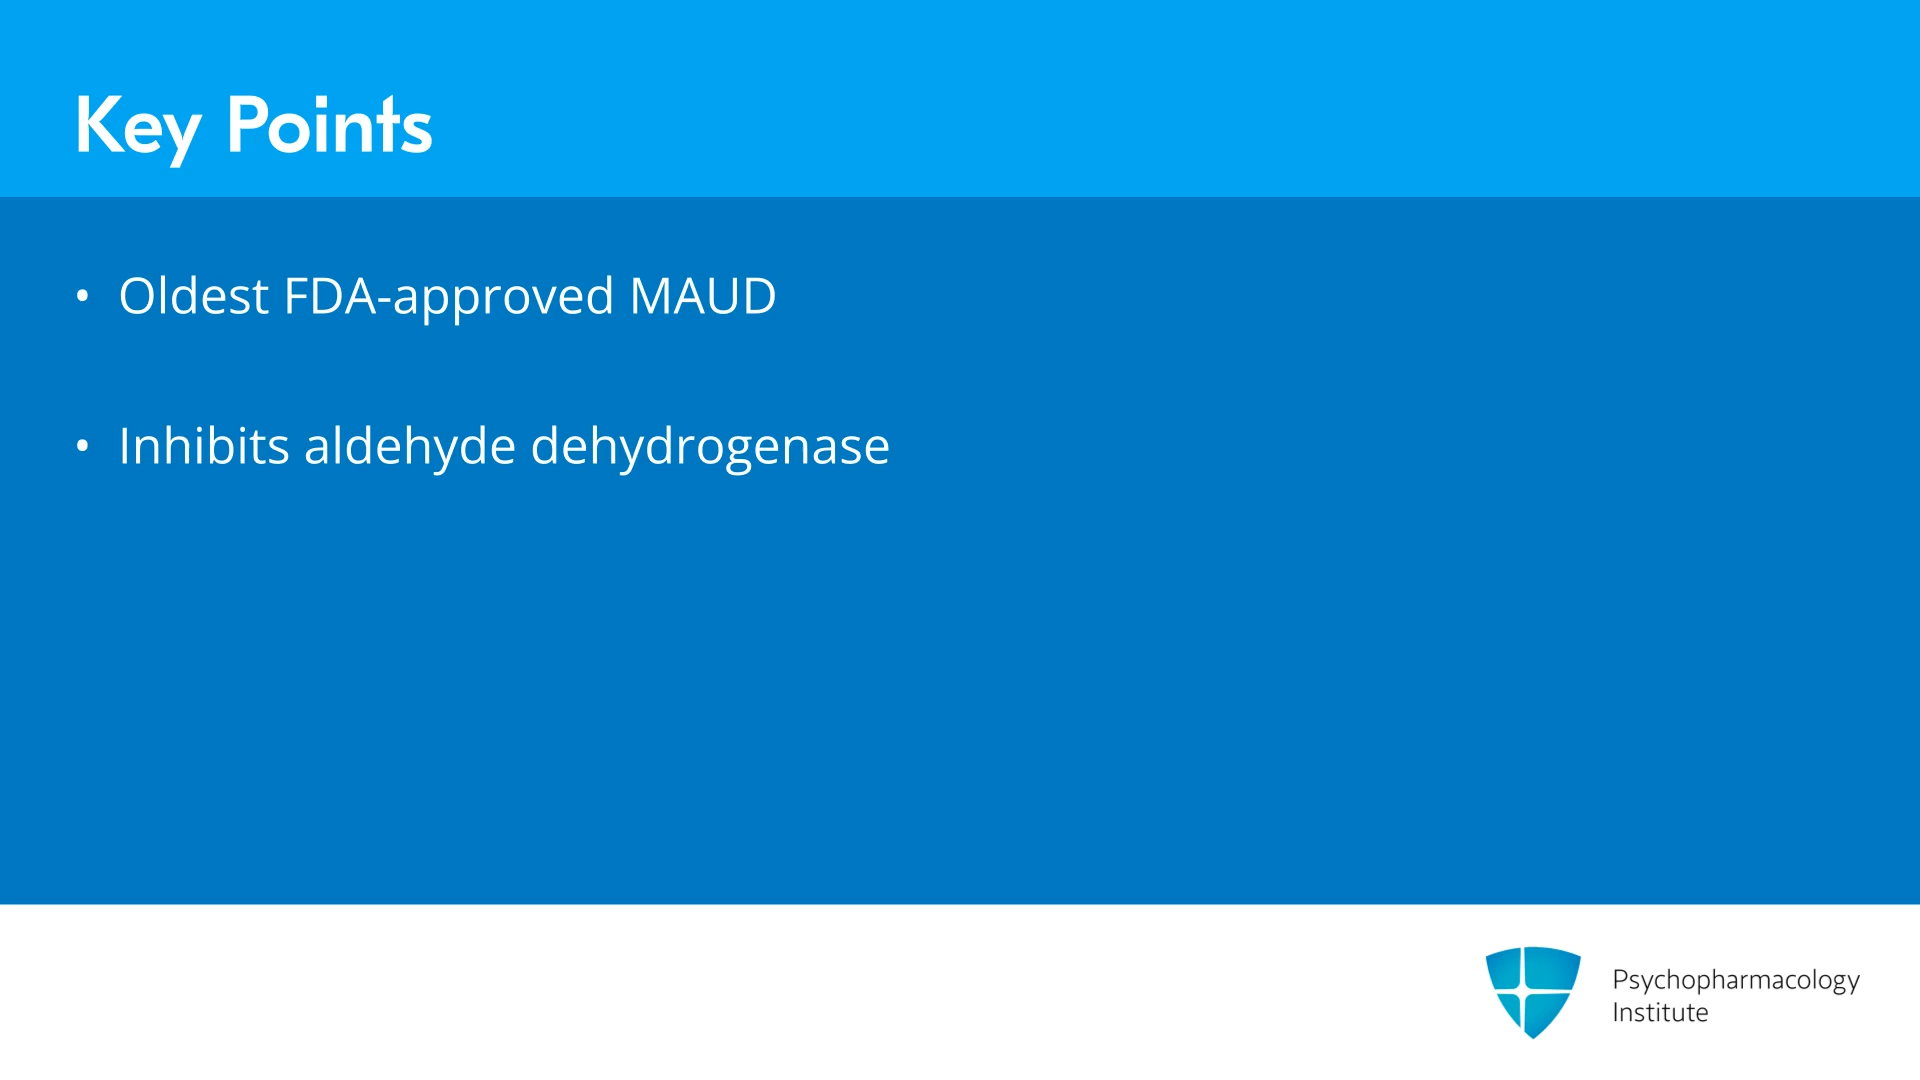 Key Points
• Oldest FDA-approved MAUD
• Inhibits aldehyde dehydrogenase
Psychopharmacology
Institute